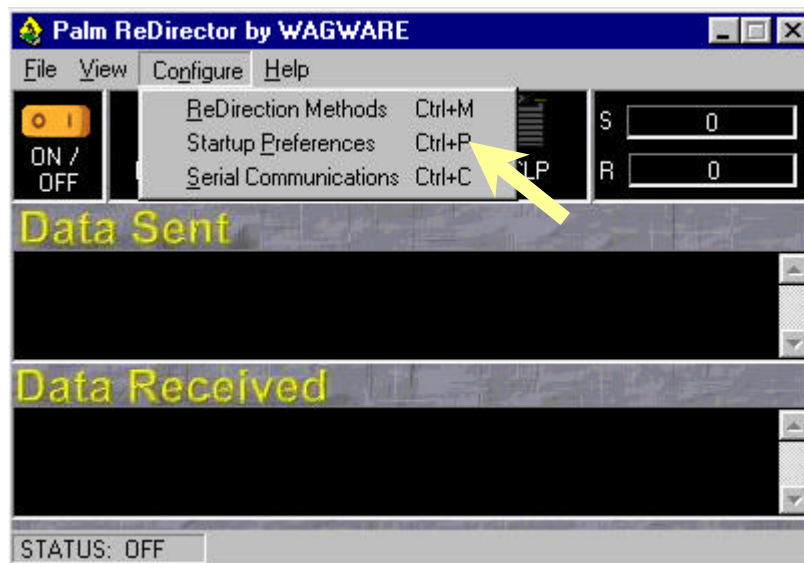 Palm ReDirector by WAGWARE
File View Configure Help
ReDirection Methods Ctrl+M
Startup Preferences Ctrl+P
Serial Communications Ctrl+C
ON /
OFF
S 0
R 0
Data Sent
Data Received
STATUS: OFF